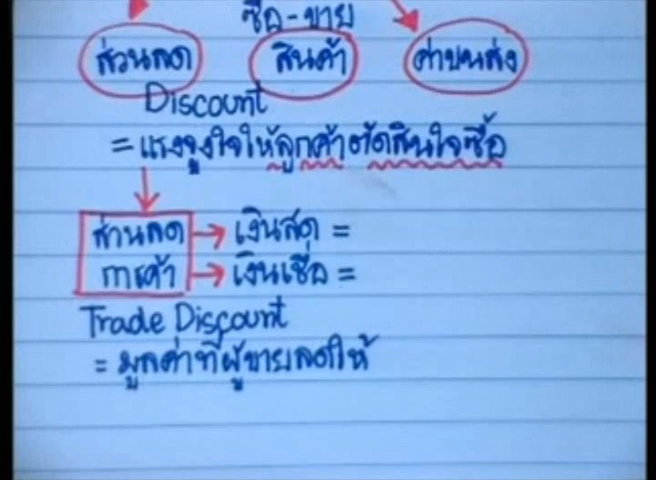 ซื้อ-ขาย
ส่วนลด สินค้า ค่าขนส่ง
Discount
= แรงจูงใจให้ลูกค้าตัดสินใจซื้อ
ส่วนลด → เงินสด =
การค้า → เงินเชื่อ =
Trade Discount
= มูลค่าที่ผู้ขายลดให้